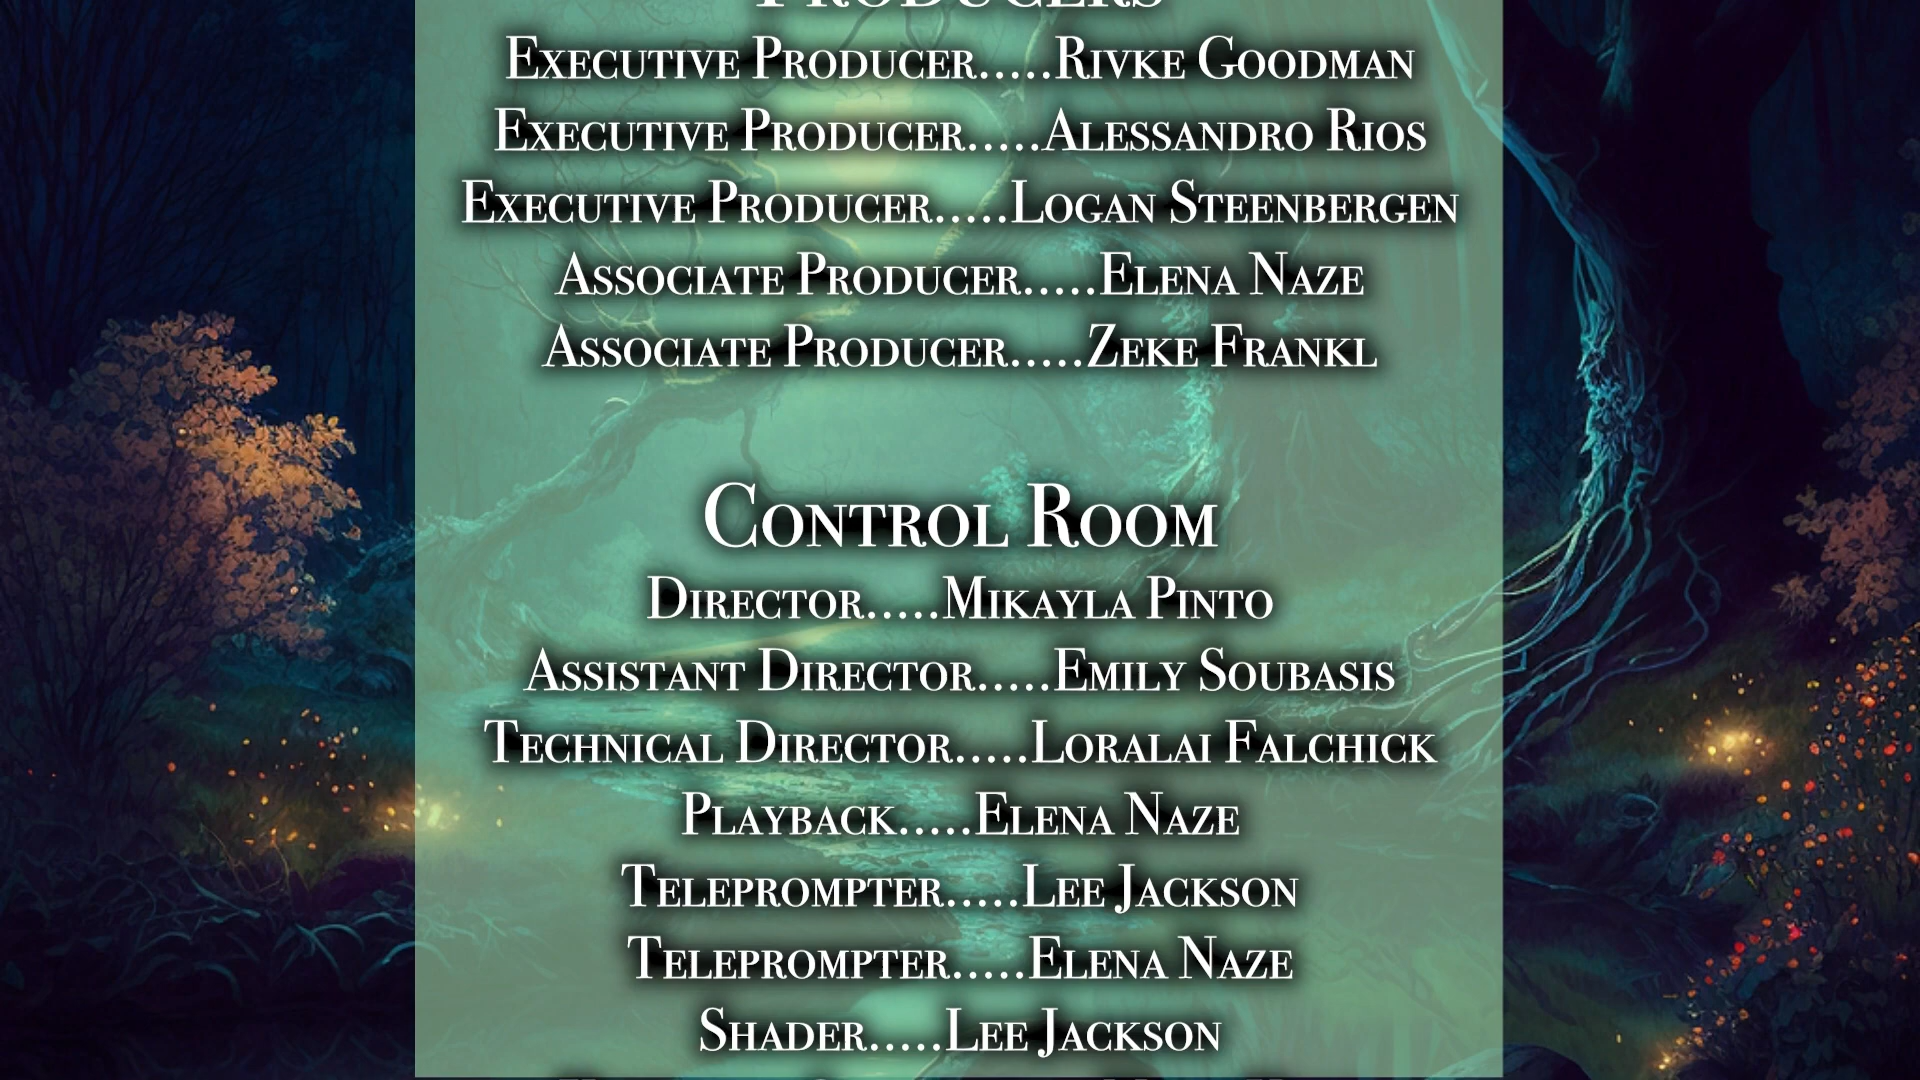 Producers
Executive Producer.....Rivke Goodman
Executive Producer.....Alessandro Rios
Executive Producer.....Logan Steenbergen
Associate Producer.....Elena Naze
Associate Producer.....Zeke Frankl
Control Room
Director.....Mikayla Pinto
Assistant Director.....Emily Soubasis
Technical Director.....Loralai Falchick
Playback.....Elena Naze
Teleprompter.....Lee Jackson
Teleprompter.....Elena Naze
Shader.....Lee Jackson